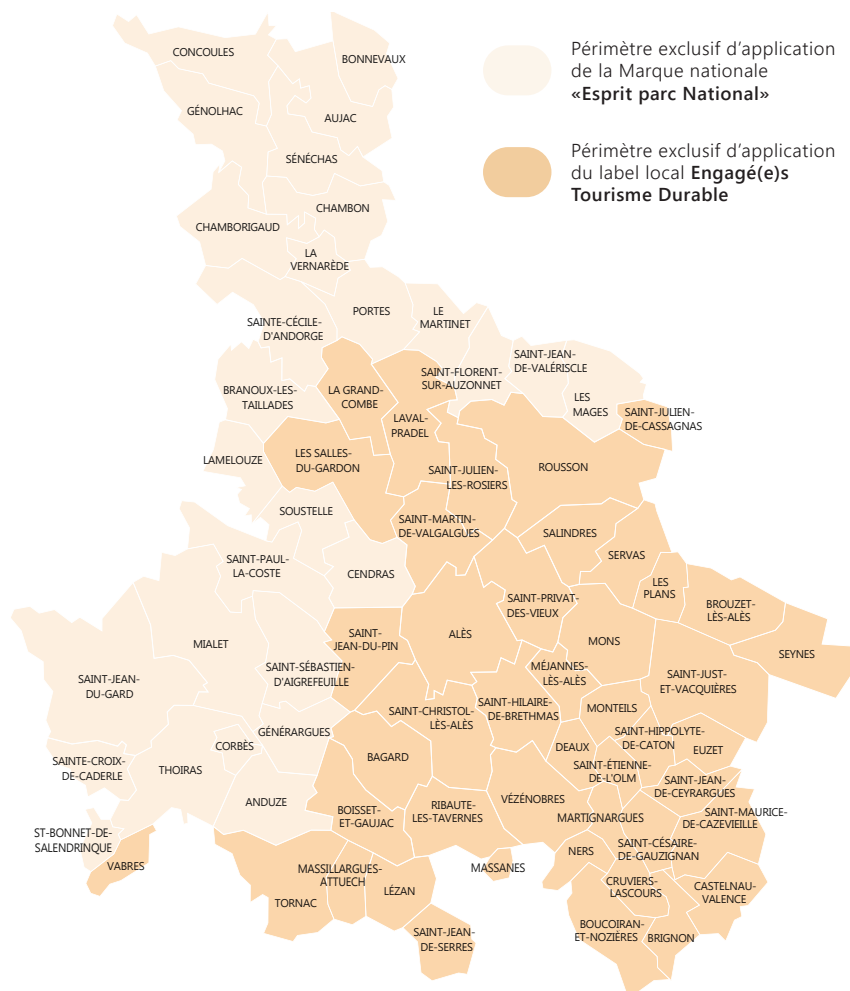 Périmètre exclusif d'application
de la Marque nationale
«Esprit parc National»
Périmètre exclusif d'application
du label local Engagé(e)s
Tourisme Durable
CONCOULES
BONNEVAUX
GÉNOLHAC
AUJAC
SÉNÉCHAS
CHAMBON
CHAMBORIGAUD
LA
VERNARÈDE
PORTES
LE
MARTINET
SAINTE-CÉCILE-
D'ANDORGE
SAINT-JEAN-
DE-VALÉRISCLE
SAINT-FLORENT-
SUR-AUZONNET
BRANOUX-LES-
TAILLADES
LA GRAND-
COMBE
LES
MAGES
SAINT-JULIEN-
DE-CASSAGNAS
LAVAL-
PRADEL
LAMELOUZE
LES SALLES-
DU-GARDON
SAINT-JULIEN-
LES-ROSIERS
ROUSSON
SOUSTELLE
SAINT-MARTIN-
DE-VALGALGUES
SALINDRES
SAINT-PAUL-
LA-COSTE
CENDRAS
SERVAS
LES
PLANS
SAINT-PRIVAT-
DES-VIEUX
BROUZET-
LÈS-ALÈS
SAINT-
JEAN-DU-PIN
ALÈS
MIALET
MONS
SEYNES
SAINT-SÉBASTIEN-
D'AIGREFEUILLE
MÉJANNES-
LÈS-ALÈS
SAINT-JUST-
ET-VACQUIÈRES
SAINT-JEAN-
DU-GARD
SAINT-HILAIRE-
DE-BRETHMAS
MONTEILS
SAINT-CHRISTOL-
LÈS-ALÈS
GÉNÉRARGUES
SAINT-HIPPOLYTE-
DE-CATON
CORBÈS
DEAUX
EUZET
BAGARD
SAINTE-CROIX-
DE-CADERLE
THOIRAS
SAINT-ÉTIENNE-
DE-L'OLM
SAINT-JEAN-
DE-CEYRARGUES
ANDUZE
VÉZÉNOBRES
BOISSET-
ET-GAUJAC
RIBAUTE-
LES-TAVERNES
MARTIGNARGUES
SAINT-MAURICE-
DE-CAZEVIEILLE
ST-BONNET-DE-
SALENDRINQUE
SAINT-CÉSAIRE-
DE-GAUZIGNAN
NERS
VABRES
MASSILLARGUES-
ATTUECH
MASSANES
CRUVIERS-
LASCOURS
CASTELNAU-
VALENCE
LÉZAN
TORNAC
BOUCOIRAN-
ET-NOZIÈRES
BRIGNON
SAINT-JEAN-
DE-SERRES